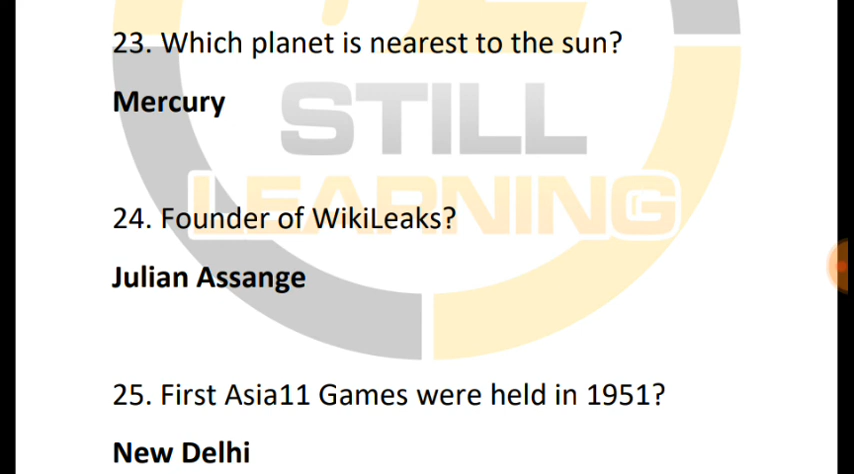 23. Which planet is nearest to the sun?
Mercury
STILL
LEARNING
24. Founder of WikiLeaks?
Julian Assange
25. First Asia11 Games were held in 1951?
New Delhi